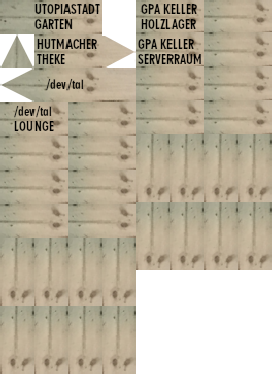 UTOPIASTADT
GARTEN
HUTMACHER
THEKE
/dev/tal
/dev/tal
LOUNGE
GPA KELLER
HOLZLAGER
GPA KELLER
SERVERRAUM